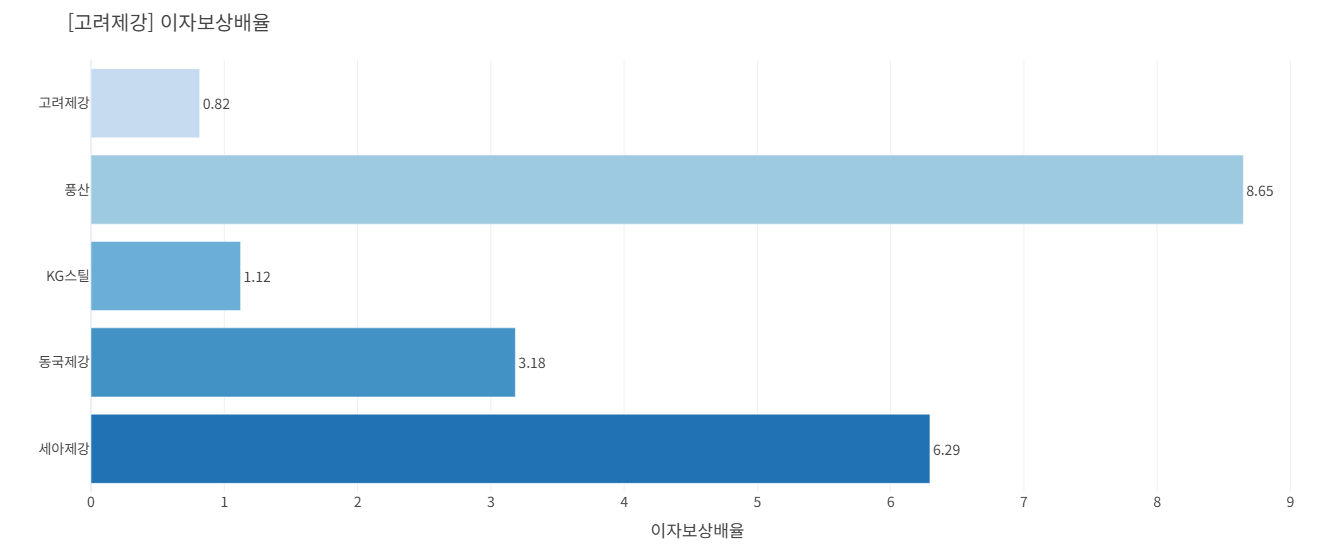 [고려제강] 이자보상배율
고려제강 0.82
풍산 8.65
KG스틸 1.12
동국제강 3.18
세아제강 6.29
0 1 2 3 4 5 6 7 8 9
이자보상배율